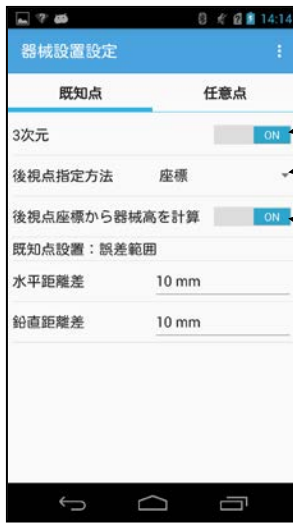 14:14
器械設置設定
既知点 任意点
3次元 ON
後視点指定方法 座標
後視点座標から器械高を計算 ON
既知点設置：誤差範囲
水平距離差 10 mm
鉛直距離差 10 mm